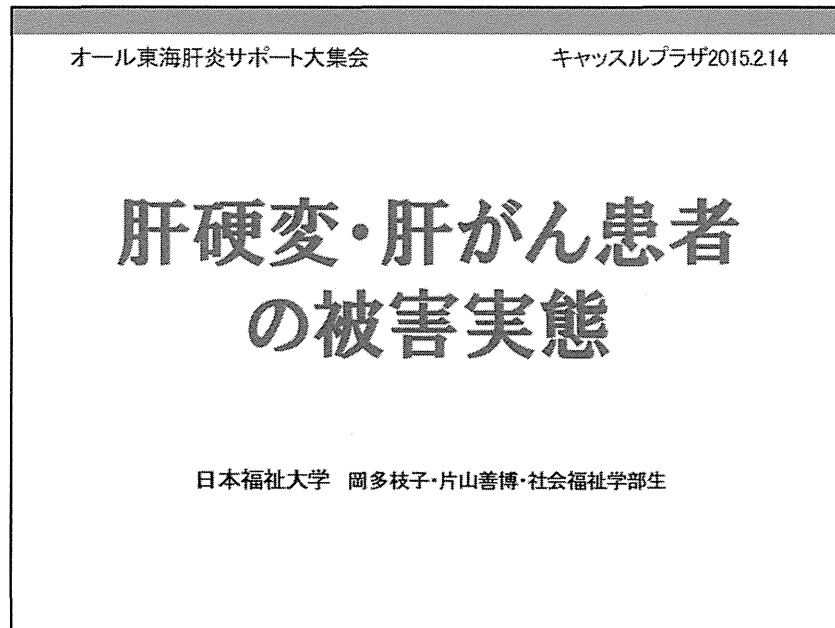 オール東海肝炎サポート大集会 キャッスルプラザ2015.2.14
肝硬変・肝がん患者
の被害実態
日本福祉大学 岡多枝子・片山善博・社会福祉学部生